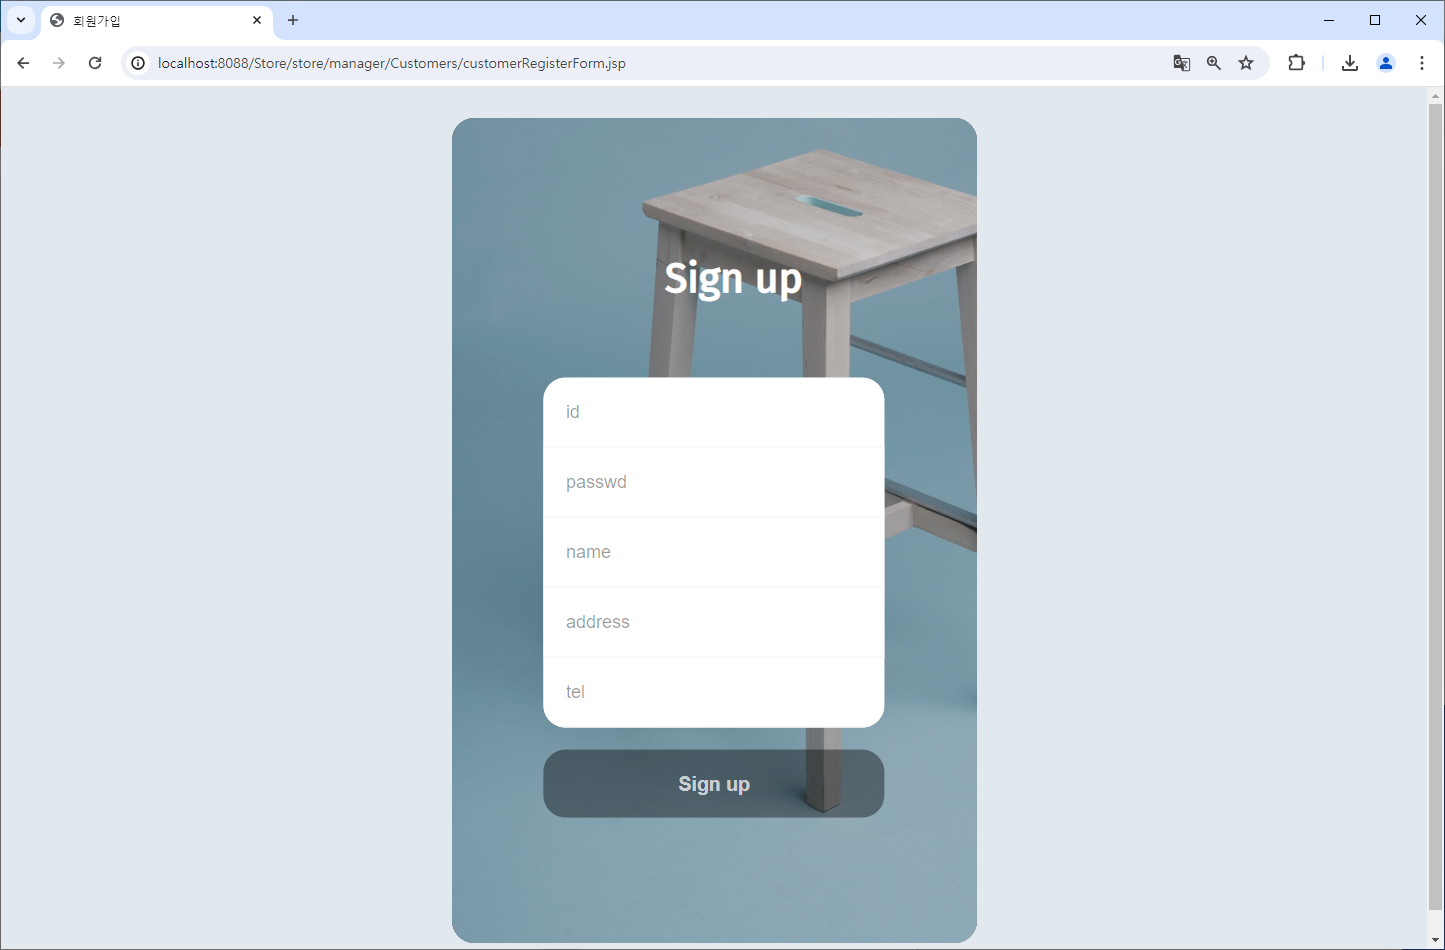 회원가입
localhost:8088/Store/store/manager/Customers/customerRegisterForm.jsp
Sign up
id
passwd
name
address
tel
Sign up